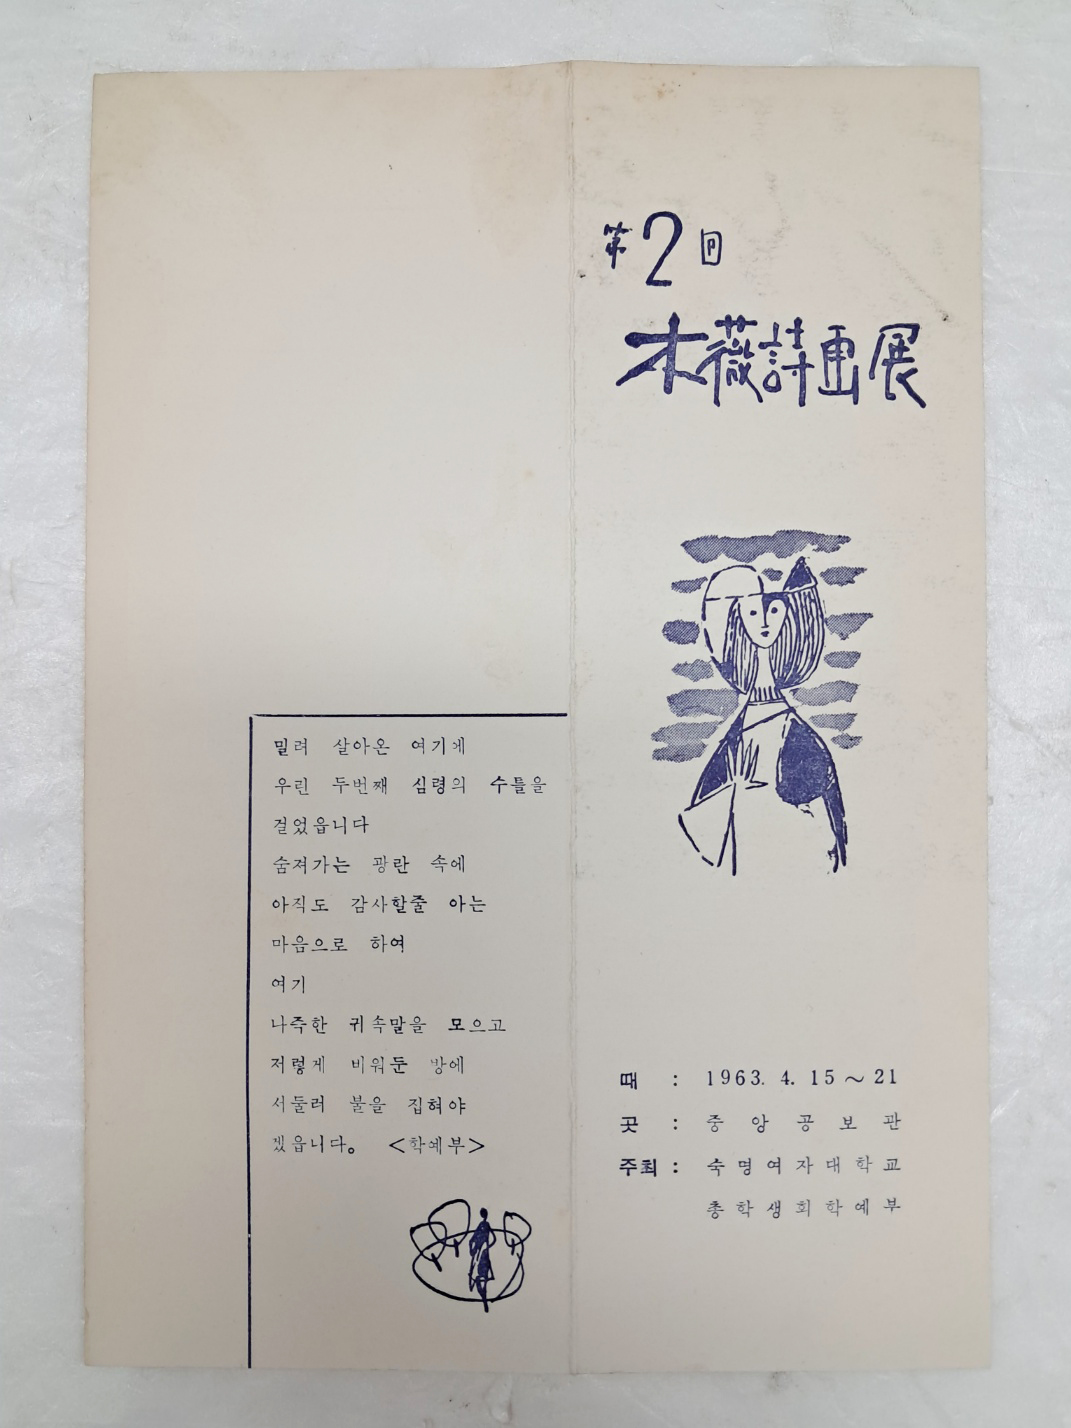 第2回
木薇詩画展
때 : 1963. 4. 15 ~ 21
곳 : 중앙공보관
주최 : 숙명여자대학교
총학생회학예부
밀려 살아온 여기에
우린 두번째 심령의 수틀을
걸었읍니다
숨져가는 광란 속에
아직도 감사할줄 아는
마음으로 하여
여기
나즉한 귀속말을 모으고
저렇게 비워둔 방에
서둘러 불을 집혀야
겠읍니다. <학예부>